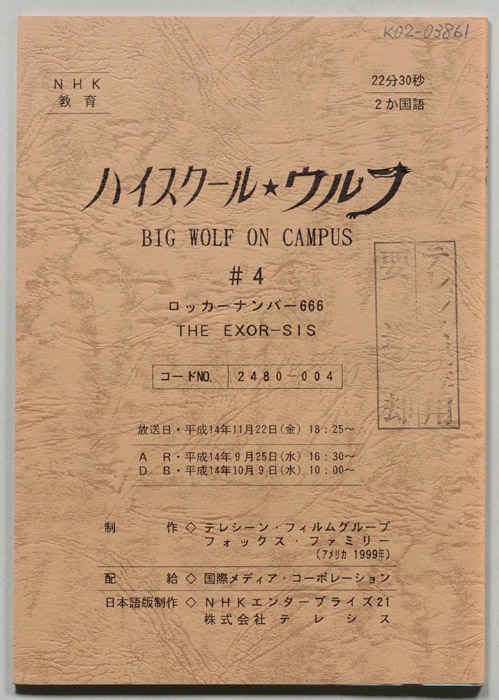 K02-03861
ＮＨＫ
教育
22分30秒
２か国語
ハイスクール★ウルフ
BIG WOLF ON CAMPUS
＃４
ロッカーナンバー666
THE EXOR-SIS
コードNO. 2480-004
放送日・平成14年11月22日(金) 18：25～
ＡＲ・平成14年９月25日(水) 16：30～
ＤＢ・平成14年10月９日(水) 10：00～
制作◇テレシーン・フィルムグループ
フォックス・ファミリー
(アメリカ 1999年)
配給◇国際メディア・コーポレーション
日本語版制作◇ＮＨＫエンタープライズ21
株式会社テレシス
用
要 却